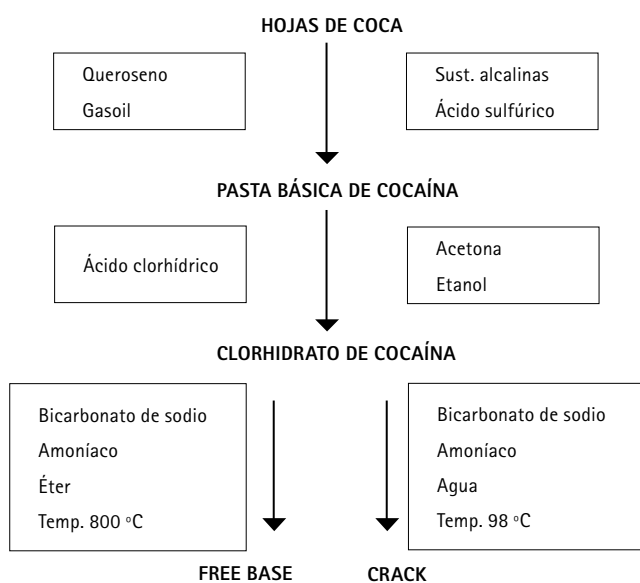 HOJAS DE COCA
Queroseno
Gasoil
Sust. alcalinas
Ácido sulfúrico
PASTA BÁSICA DE COCAÍNA
Ácido clorhídrico
Acetona
Etanol
CLORHIDRATO DE COCAÍNA
Bicarbonato de sodio
Amoníaco
Éter
Temp. 800 ºC
Bicarbonato de sodio
Amoníaco
Agua
Temp. 98 ºC
FREE BASE
CRACK